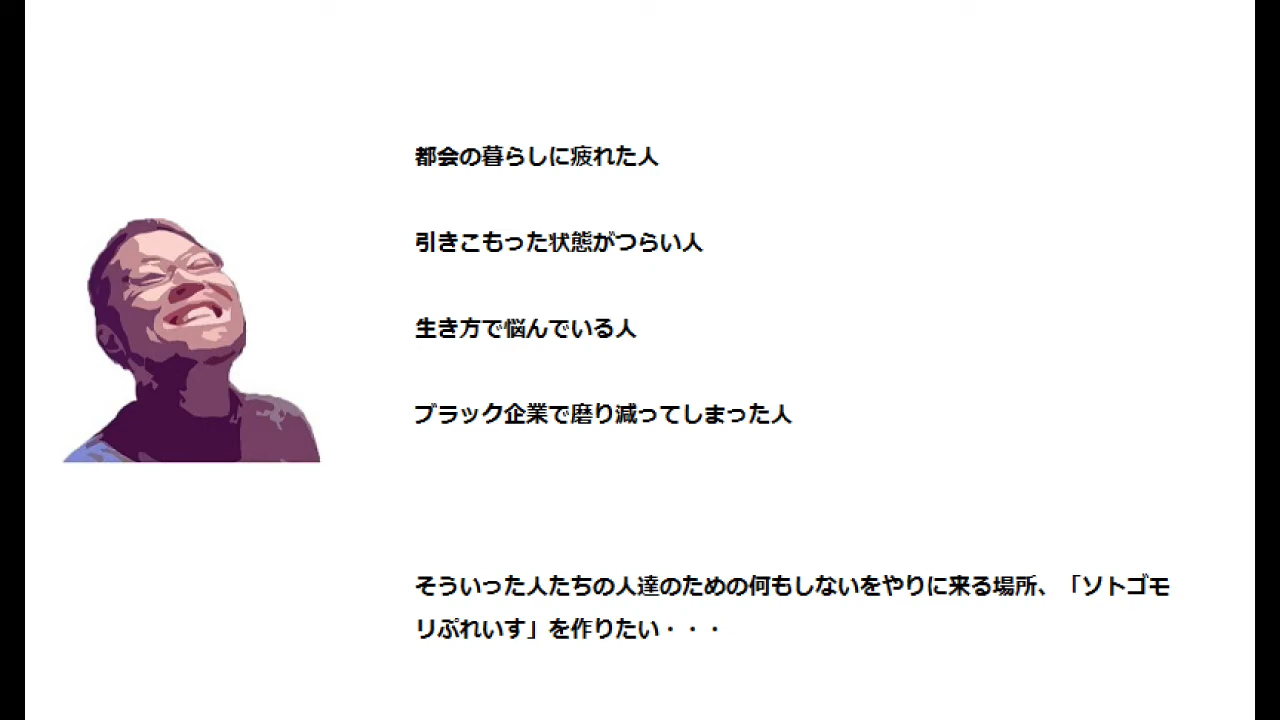 都会の暮らしに疲れた人
引きこもった状態がつらい人
生き方で悩んでいる人
ブラック企業で磨り減ってしまった人
そういった人たちの人達のための何もしないをやりに来る場所、「ソトゴモ
リぷれいす」を作りたい・・・